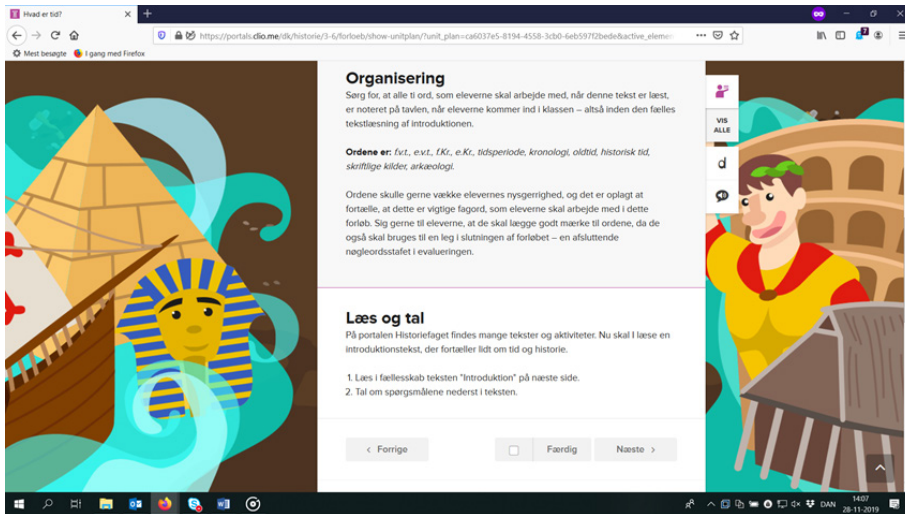 Hvad er tid?
https://portals.clio.me/dk/historie/3-6/forloeb/show-unitplan/?unit_plan=ca6037e5-8194-4558-3cb0-6eb597f2bede&active_elemen
Mest besøgte
I gang med Firefox
Organisering
Sørg for, at alle ti ord, som eleverne skal arbejde med, når denne tekst er læst,
er noteret på tavlen, når eleverne kommer ind i klassen – altså inden den fælles
tekstlæsning af introduktionen.
Ordene er: f.v.t., e.v.t., f.Kr., e.Kr., tidsperiode, kronologi, oldtid, historisk tid,
skriftlige kilder, arkæologi.
Ordene skulle gerne vække elevernes nysgerrighed, og det er oplagt at
fortælle, at dette er vigtige fagord, som eleverne skal arbejde med i dette
forløb. Sig gerne til eleverne, at de skal lægge godt mærke til ordene, da de
også skal bruges til en leg i slutningen af forløbet – en afsluttende
nøgleordsstafet i evalueringen.
VIS
ALLE
d
Læs og tal
På portalen Historiefaget findes mange tekster og aktiviteter. Nu skal I læse en
introduktionstekst, der fortæller lidt om tid og historie.
1. Læs i fællesskab teksten "Introduktion" på næste side.
2. Tal om spørgsmålene nederst i teksten.
Forrige
Færdig
Næste
DAN
14:07
28-11-2019